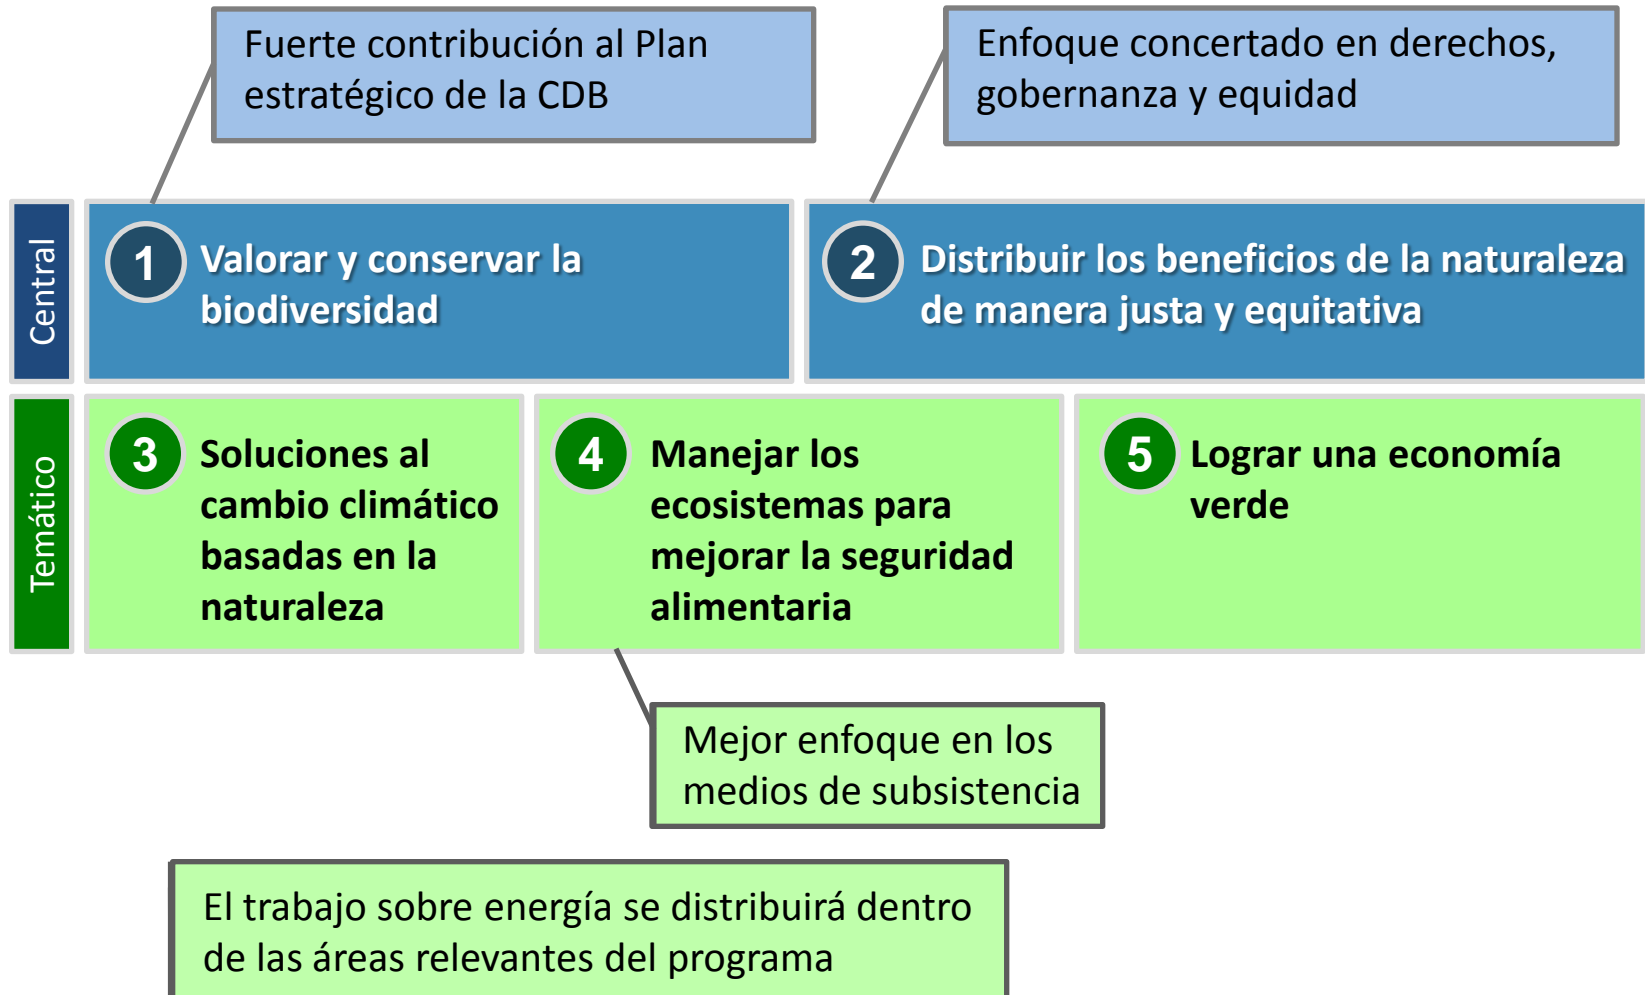 Fuerte contribución al Plan
estratégico de la CDB
Enfoque concertado en derechos,
gobernanza y equidad
Central
1
Valorar y conservar la
biodiversidad
2
Distribuir los beneficios de la naturaleza
de manera justa y equitativa
Temático
3
Soluciones al
cambio climático
basadas en la
naturaleza
4
Manejar los
ecosistemas para
mejorar la seguridad
alimentaria
5
Lograr una economía
verde
Mejor enfoque en los
medios de subsistencia
El trabajo sobre energía se distribuirá dentro
de las áreas relevantes del programa